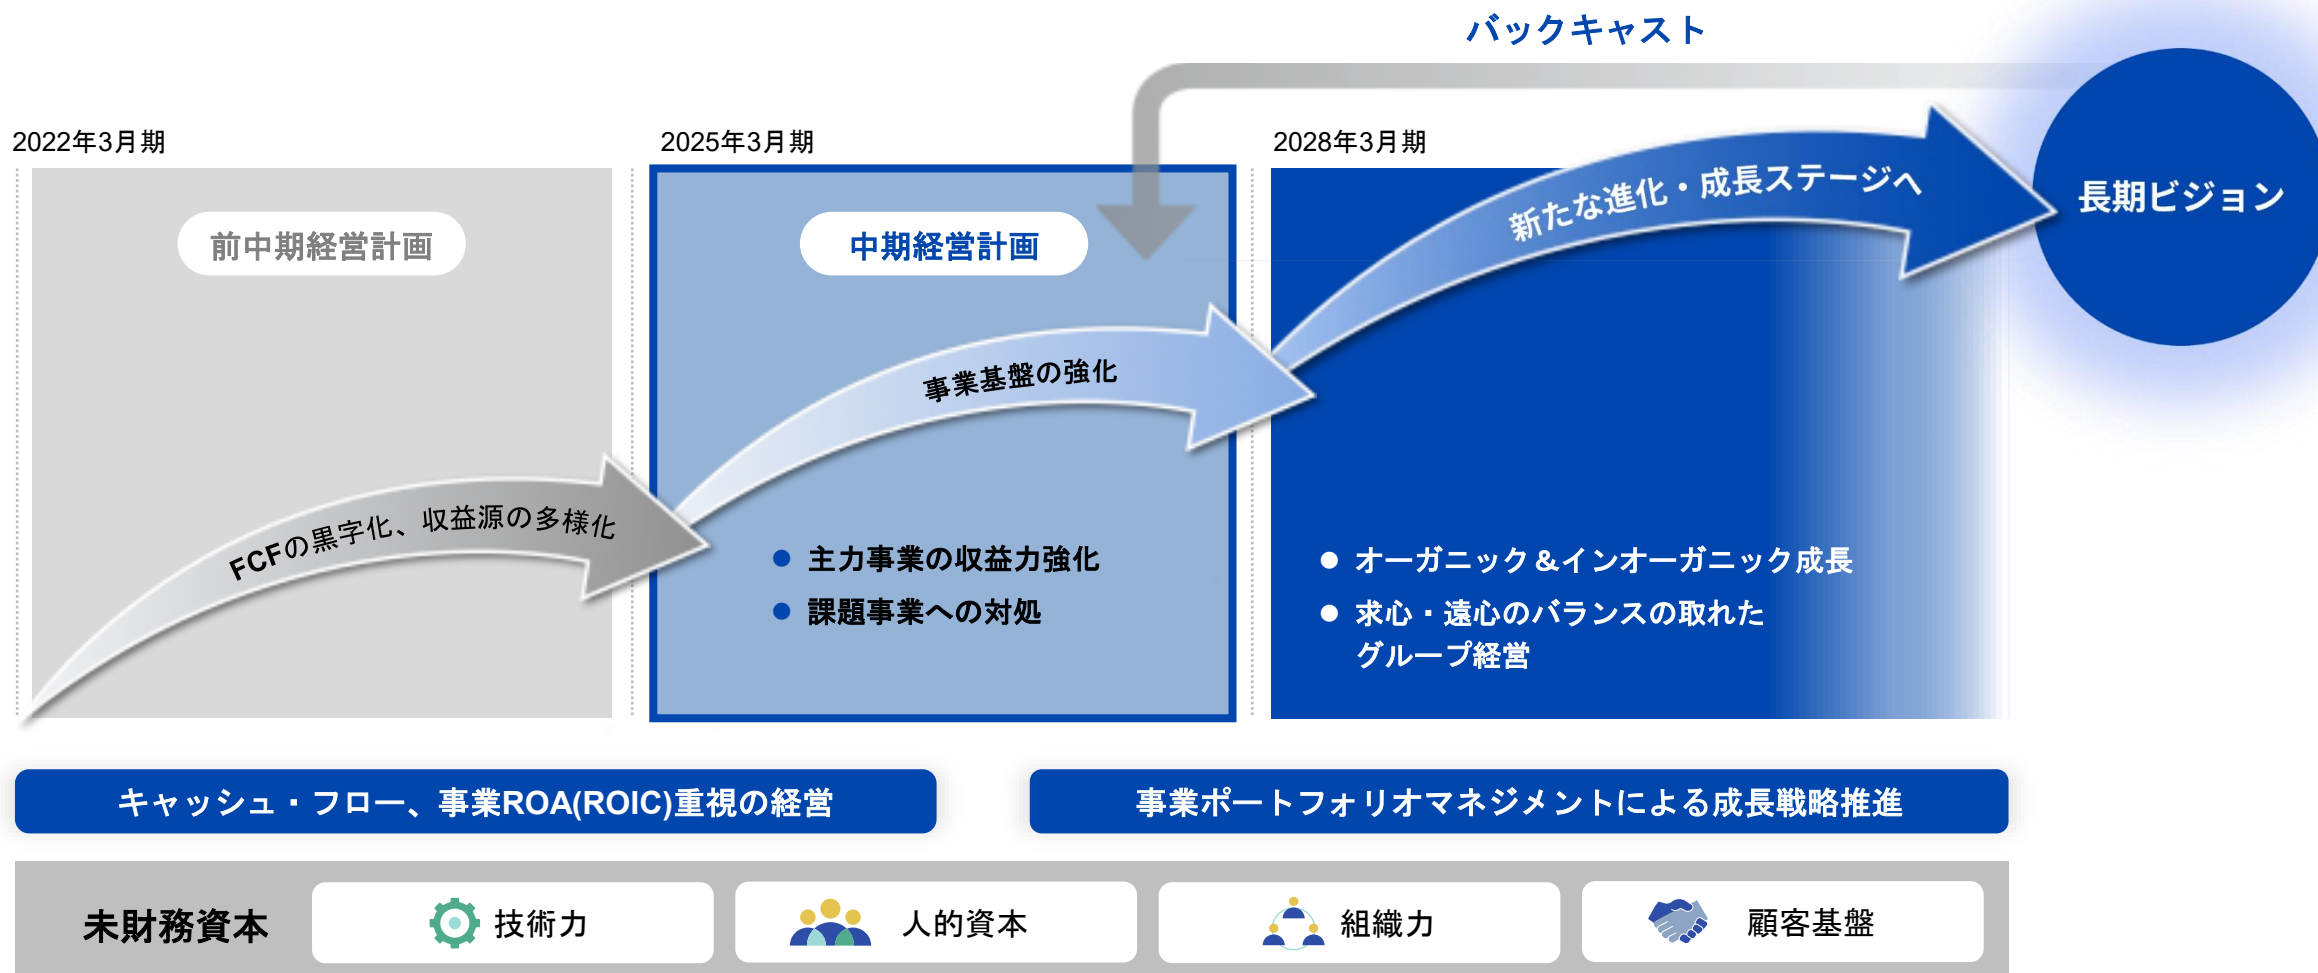 バックキャスト
2022年3月期
2025年3月期
2028年3月期
前中期経営計画
中期経営計画
新たな進化・成長ステージへ
長期ビジョン
事業基盤の強化
FCFの黒字化、収益源の多様化
主力事業の収益力強化
課題事業への対処
オーガニック&インオーガニック成長
求心・遠心のバランスの取れた
グループ経営
キャッシュ・フロー、事業ROA(ROIC)重視の経営
事業ポートフォリオマネジメントによる成長戦略推進
未財務資本
技術力
人的資本
組織力
顧客基盤